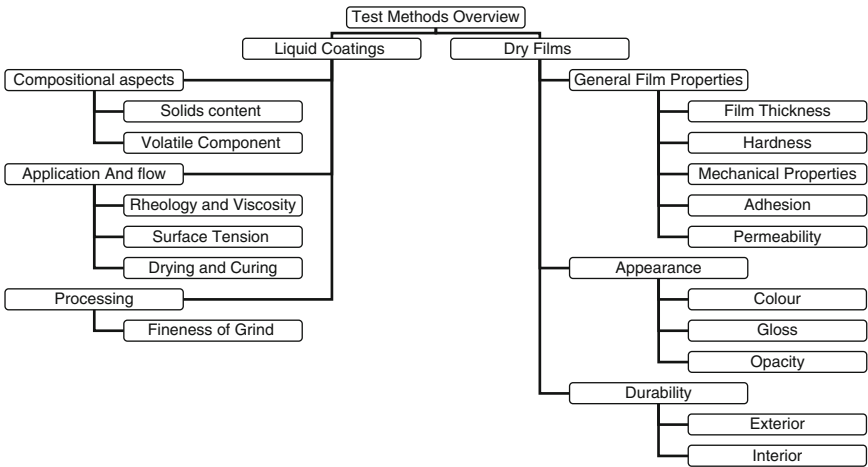 Test Methods Overview
Liquid Coatings
Dry Films
Compositional aspects
Solids content
Volatile Component
Application And flow
Rheology and Viscosity
Surface Tension
Drying and Curing
Processing
Fineness of Grind
General Film Properties
Film Thickness
Hardness
Mechanical Properties
Adhesion
Permeability
Appearance
Colour
Gloss
Opacity
Durability
Exterior
Interior